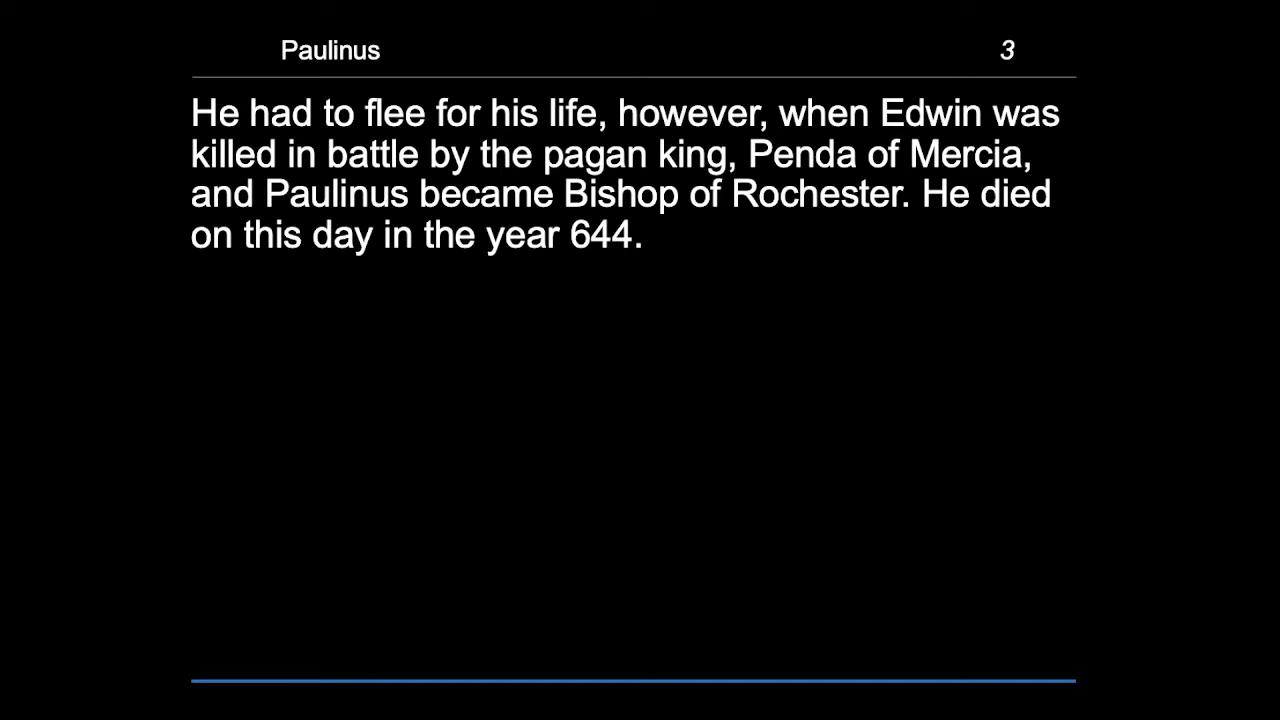 Paulinus 3
He had to flee for his life, however, when Edwin was
killed in battle by the pagan king, Penda of Mercia,
and Paulinus became Bishop of Rochester. He died
on this day in the year 644.